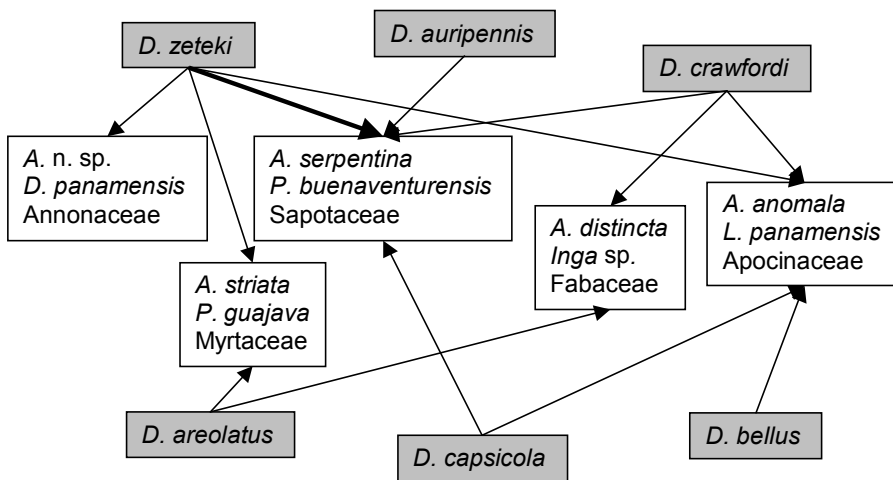 D. zeteki
D. auripennis
D. crawfordi
A. n. sp.
D. panamensis
Annonaceae
A. serpentina
P. buenaventurensis
Sapotaceae
A. distincta
Inga sp.
Fabaceae
A. anomala
L. panamensis
Apocinaceae
A. striata
P. guajava
Myrtaceae
D. areolatus
D. capsicola
D. bellus